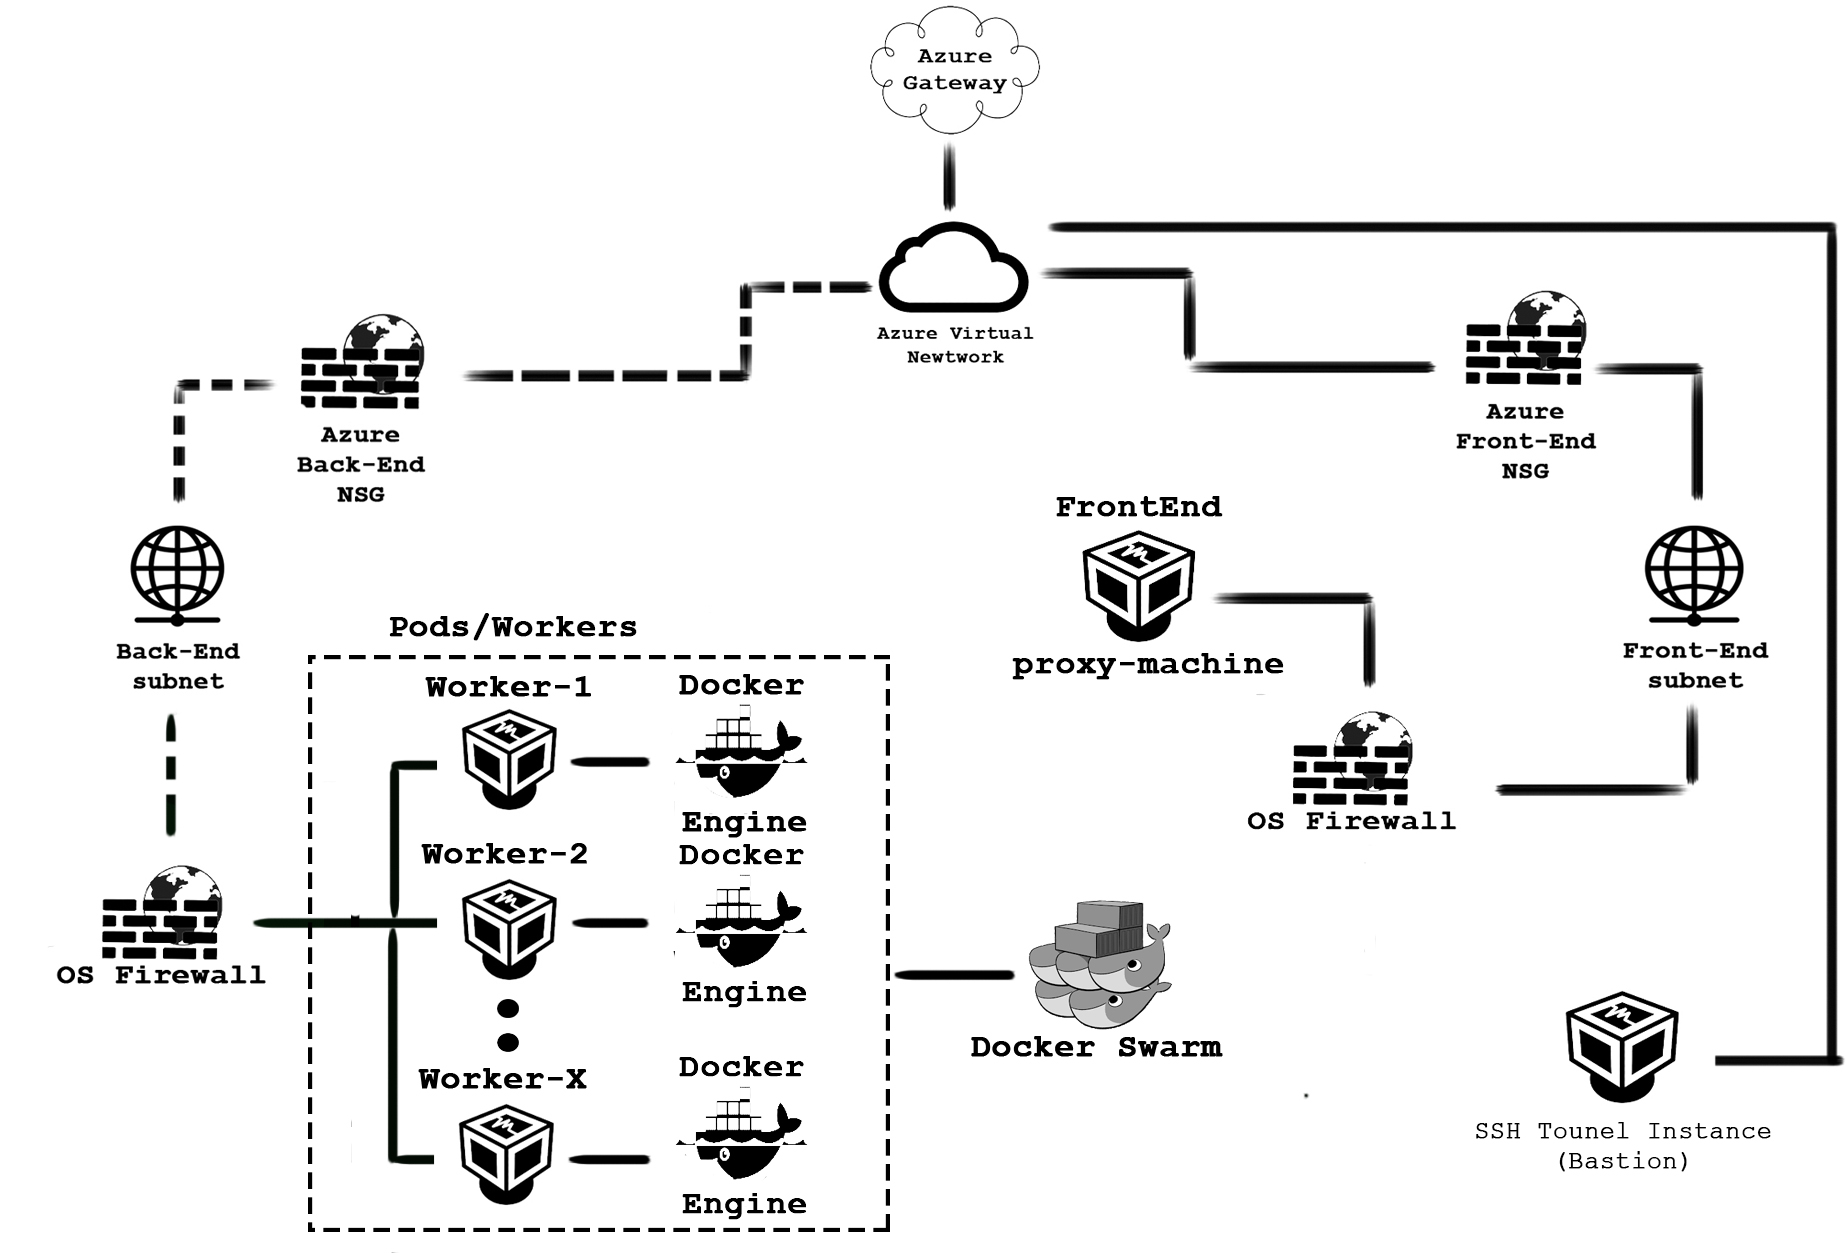 Azure
Gateway
Azure Virtual
Newtwork
Azure
Back-End
NSG
Azure
Front-End
NSG
FrontEnd
proxy-machine
Back-End
subnet
Front-End
subnet
Pods/Workers
Worker-1
Docker
Engine
Worker-2
Docker
Engine
Worker-X
Docker
Engine
OS Firewall
OS Firewall
Docker Swarm
SSH Tounel Instance
(Bastion)